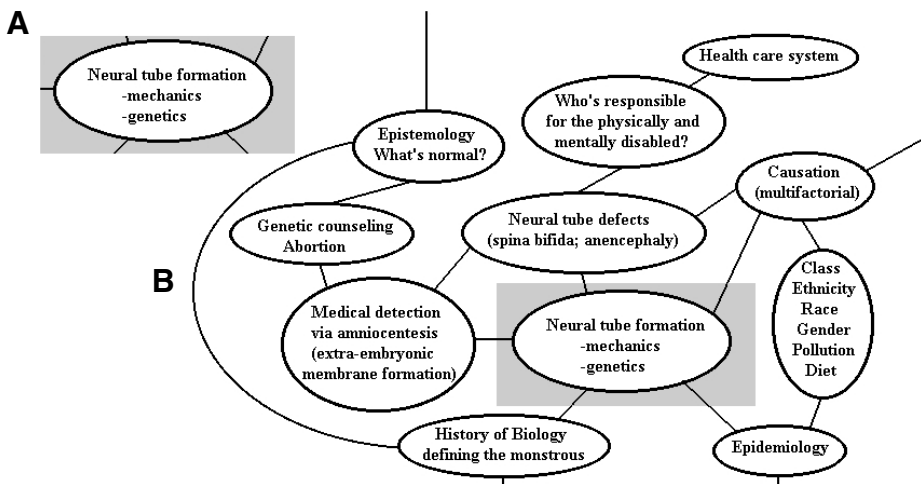 A
Neural tube formation
-mechanics
-genetics
B
Health care system
Who's responsible
for the physically and
mentally disabled?
Epistemology
What's normal?
Causation
(multifactorial)
Genetic counseling
Abortion
Neural tube defects
(spina bifida; anencephaly)
Class
Ethnicity
Race
Gender
Pollution
Diet
Medical detection
via amniocentesis
(extra-embryonic
membrane formation)
Neural tube formation
-mechanics
-genetics
History of Biology
defining the monstrous
Epidemiology